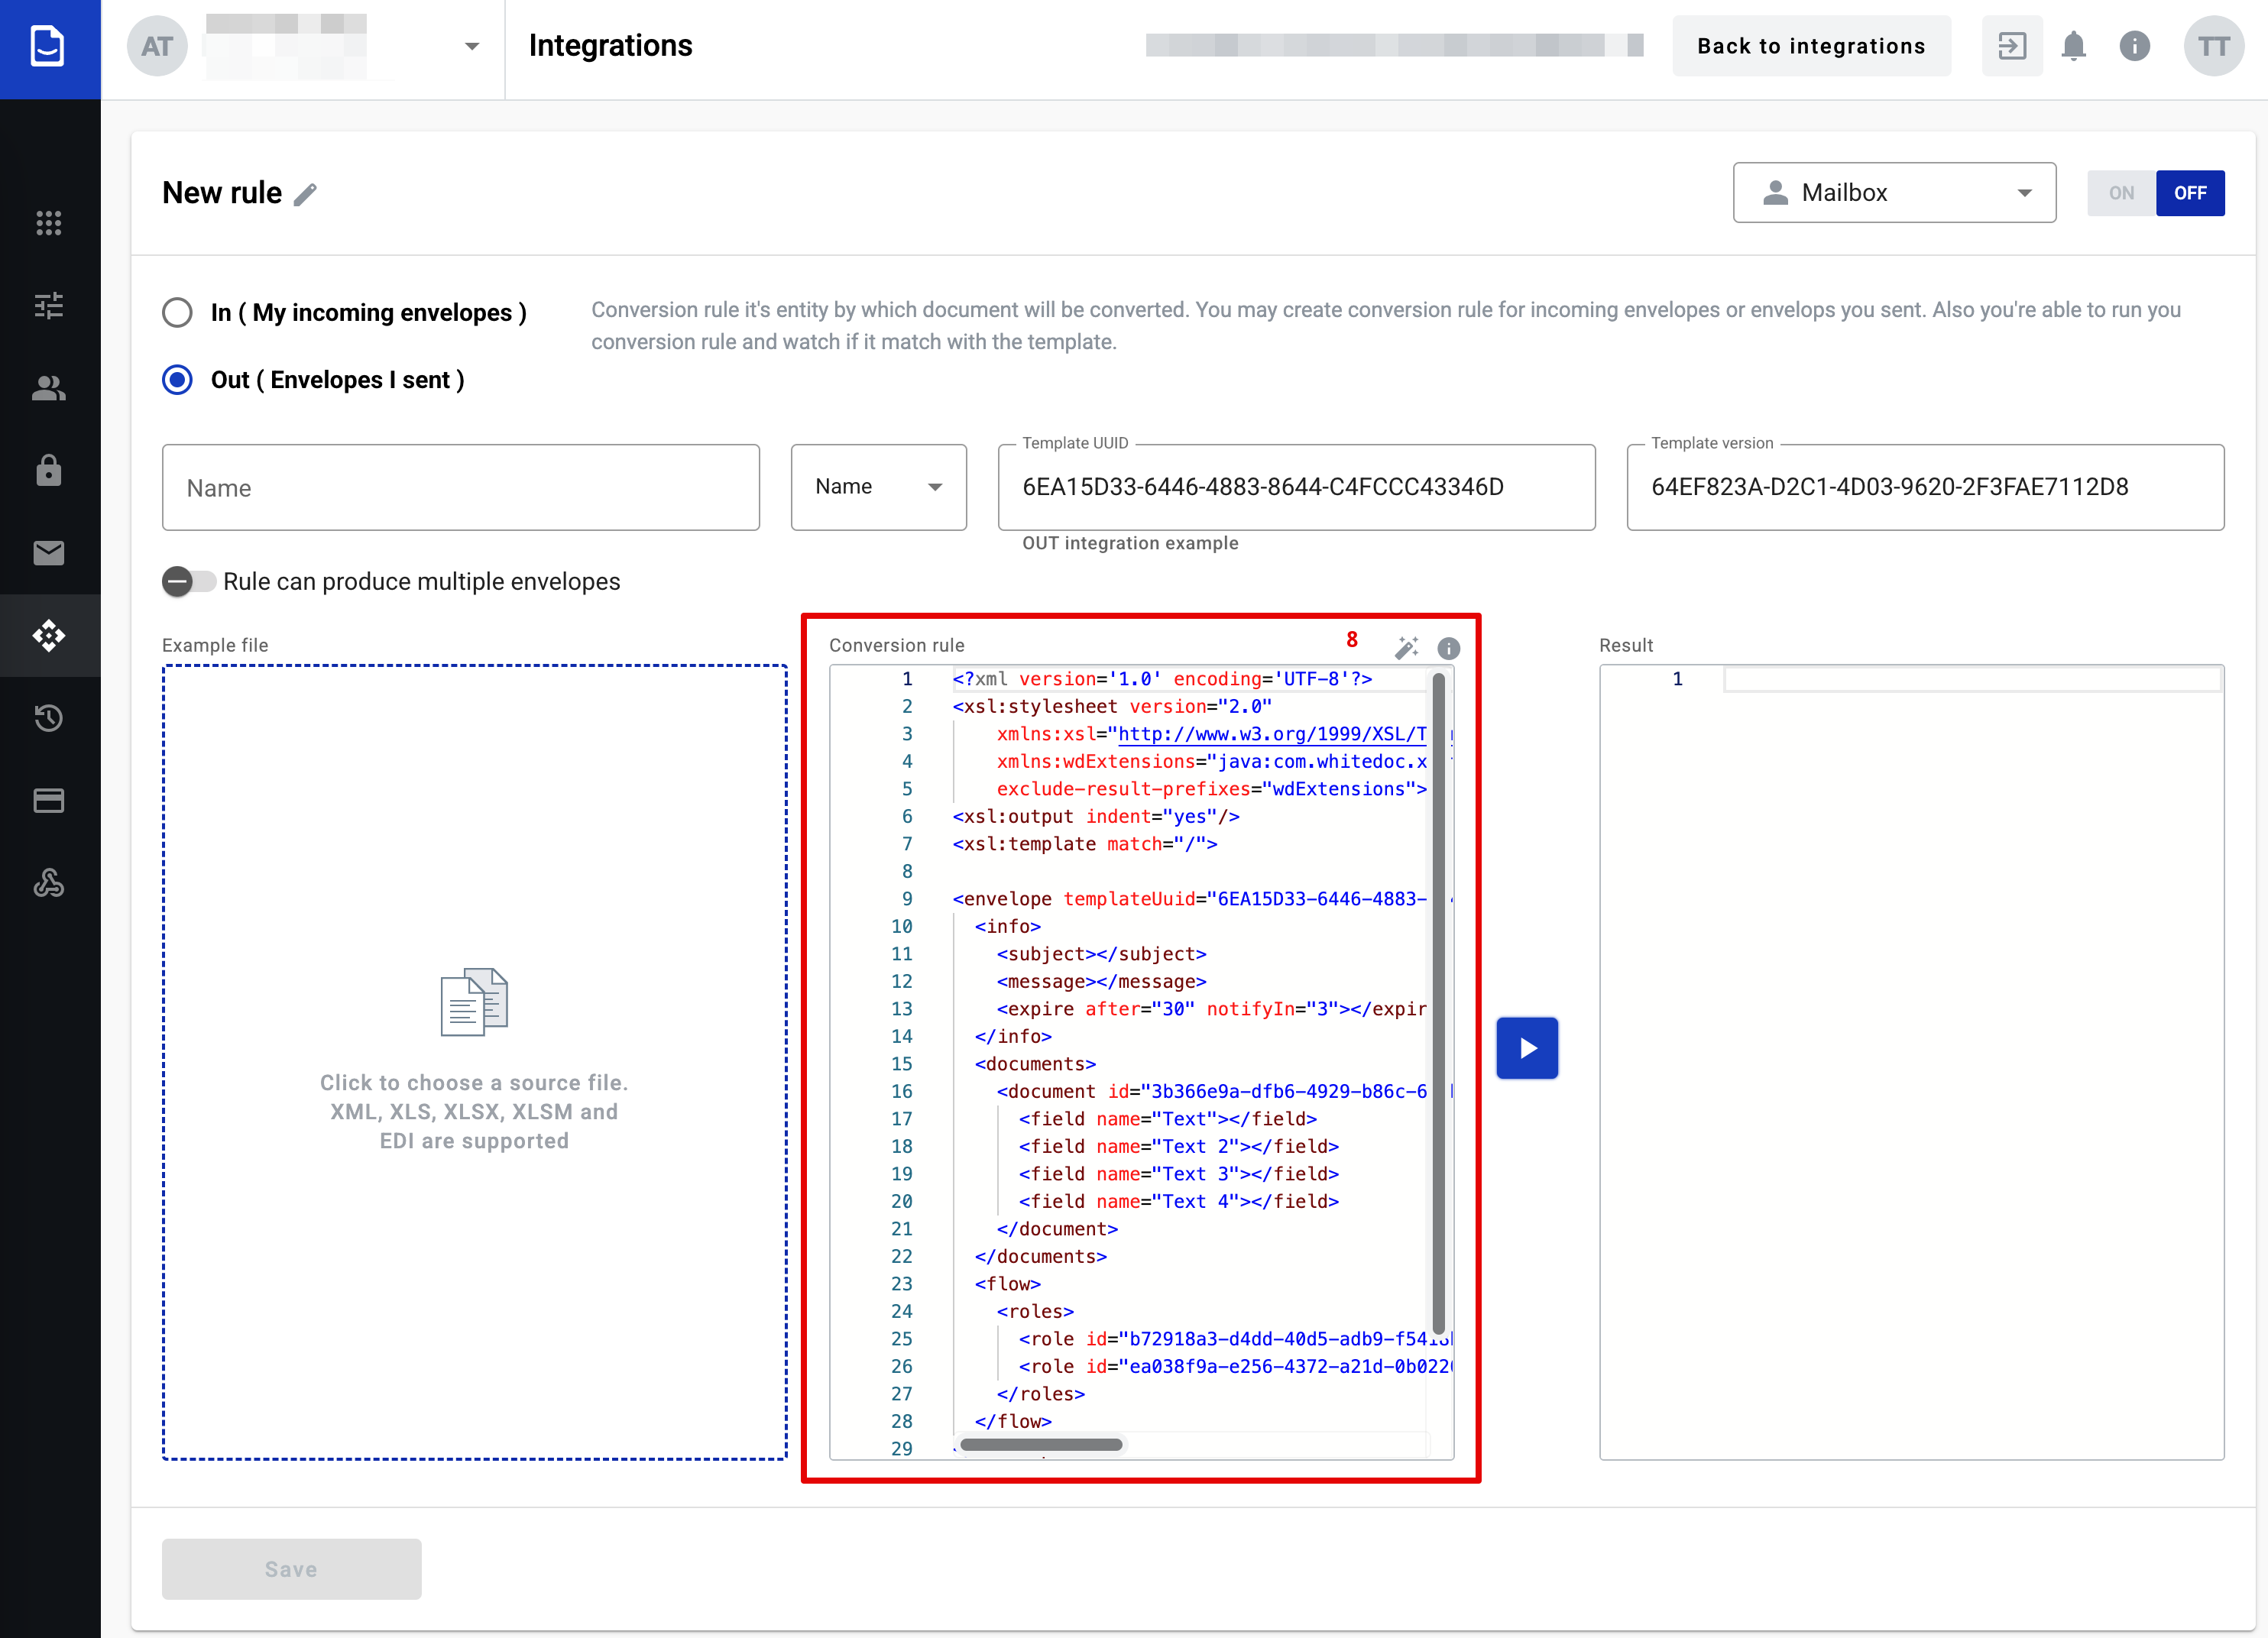 AT
Integrations
Back to integrations
TT
New rule
Mailbox
ON
OFF
In ( My incoming envelopes )
Conversion rule it's entity by which document will be converted. You may create conversion rule for incoming envelopes or envelops you sent. Also you're able to run you
conversion rule and watch if it match with the template.
Out ( Envelopes I sent )
Name
Name
Template UUID
6EA15D33-6446-4883-8644-C4FCCC43346D
OUT integration example
Template version
64EF823A-D2C1-4D03-9620-2F3FAE7112D8
Rule can produce multiple envelopes
Example file
Click to choose a source file.
XML, XLS, XLSX, XLSM and
EDI are supported
Conversion rule
8
1 <?xml version='1.0' encoding='UTF-8'?>
2 <xsl:stylesheet version="2.0"
3 xmlns:xsl="http://www.w3.org/1999/XSL/T
4 xmlns:wdExtensions="java:com.whitedoc.x
5 exclude-result-prefixes="wdExtensions">
6 <xsl:output indent="yes"/>
7 <xsl:template match="/">
8
9 <envelope templateUuid="6EA15D33-6446-4883-
10 <info>
11 <subject></subject>
12 <message></message>
13 <expire after="30" notifyIn="3"></expir
14 </info>
15 <documents>
16 <document id="3b366e9a-dfb6-4929-b86c-6
17 <field name="Text"></field>
18 <field name="Text 2"></field>
19 <field name="Text 3"></field>
20 <field name="Text 4"></field>
21 </document>
22 </documents>
23 <flow>
24 <roles>
25 <role id="b72918a3-d4dd-40d5-adb9-f5418
26 <role id="ea038f9a-e256-4372-a21d-0b022
27 </roles>
28 </flow>
29
Result
1
Save